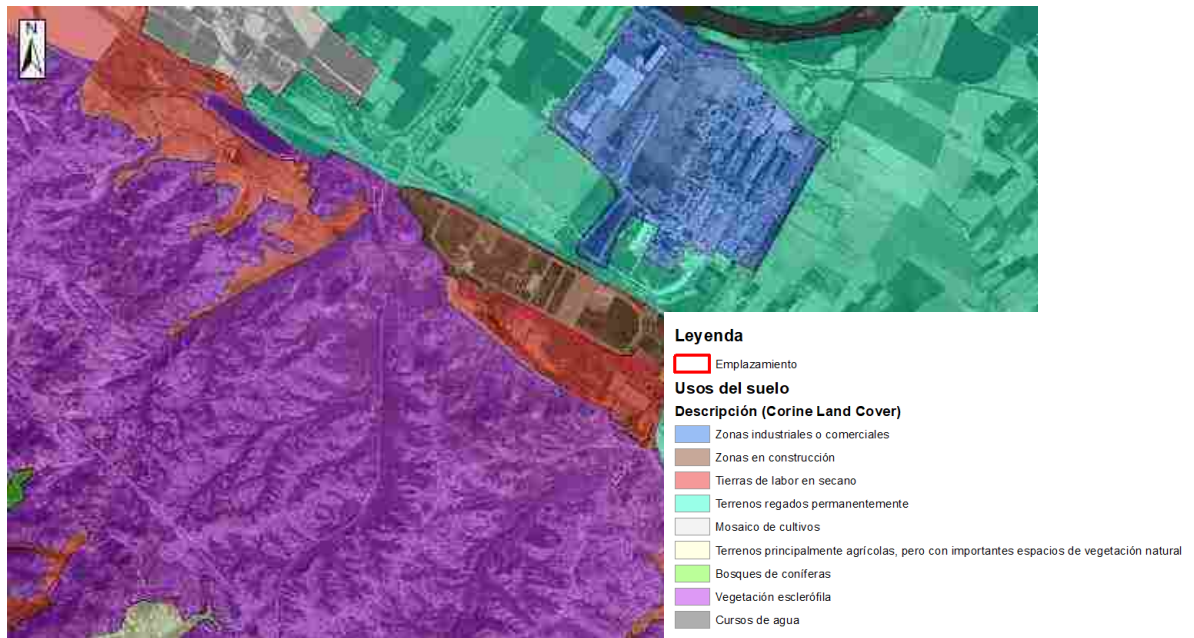 N
Leyenda
Emplazamiento
Usos del suelo
Descripción (Corine Land Cover)
Zonas industriales o comerciales
Zonas en construcción
Tierras de labor en secano
Terrenos regados permanentemente
Mosaico de cultivos
Terrenos principalmente agrícolas, pero con importantes espacios de vegetación natural
Bosques de coníferas
Vegetación esclerófila
Cursos de agua